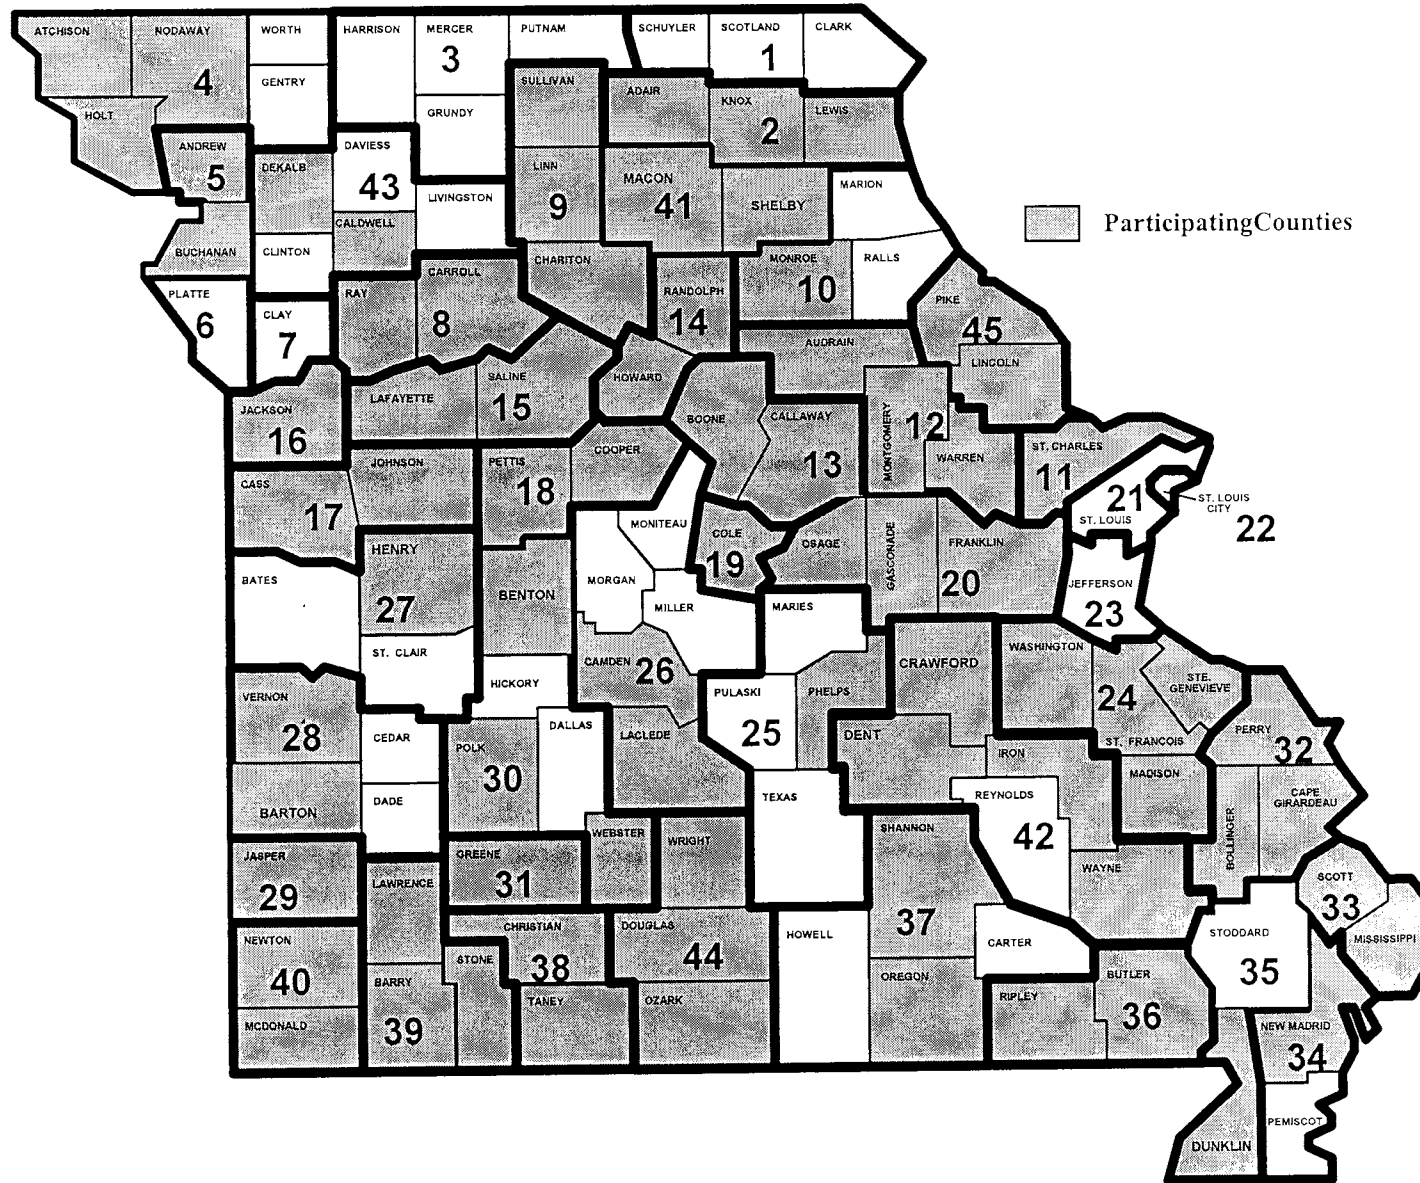 ATCHISON
NODAWAY
WORTH
HARRISON
MERCER
PUTNAM
SCHUYLER
SCOTLAND
CLARK
3
1
4
GENTRY
SULLIVAN
ADAIR
KNOX
LEWIS
HOLT
GRUNDY
2
ANDREW
5
DEKALB
DAVIESS
43
LINN
9
MACON
41
SHELBY
MARION
LIVINGSTON
CALDWELL
ParticipatingCounties
BUCHANAN
CLINTON
CHARITON
CARROLL
MONROE
RALLS
10
PLATTE
6
RAY
8
RANDOLPH
14
PIKE
45
CLAY
7
AUDRAIN
LINCOLN
SALINE
15
HOWARD
LAFAYETTE
JACKSON
16
BOONE
CALLAWAY
13
MONTGOMERY
12
WARREN
ST. CHARLES
11
COOPER
JOHNSON
PETTIS
18
CASS
17
21
ST. LOUIS
ST. LOUIS
CITY
22
MONITEAU
COLE
19
OSAGE
GASCONADE
FRANKLIN
20
HENRY
27
BATES
MORGAN
BENTON
MILLER
MARIES
JEFFERSON
23
ST. CLAIR
HICKORY
CAMDEN
26
CRAWFORD
WASHINGTON
STE.
GENEVIEVE
24
VERNON
28
PULASKI
25
PHELPS
DENT
ST. FRANCOIS
PERRY
32
CEDAR
POLK
30
DALLAS
LACLEDE
IRON
MADISON
BARTON
DADE
TEXAS
REYNOLDS
42
CAPE
GIRARDEAU
BOLLINGER
WEBSTER
WRIGHT
SHANNON
JASPER
29
GREENE
31
LAWRENCE
WAYNE
SCOTT
33
37
NEWTON
40
CHRISTIAN
38
DOUGLAS
44
HOWELL
CARTER
STODDARD
35
MISSISSIPPI
STONE
BARRY
39
TANEY
OZARK
OREGON
RIPLEY
BUTLER
36
MCDONALD
NEW MADRID
34
PEMISCOT
DUNKLIN